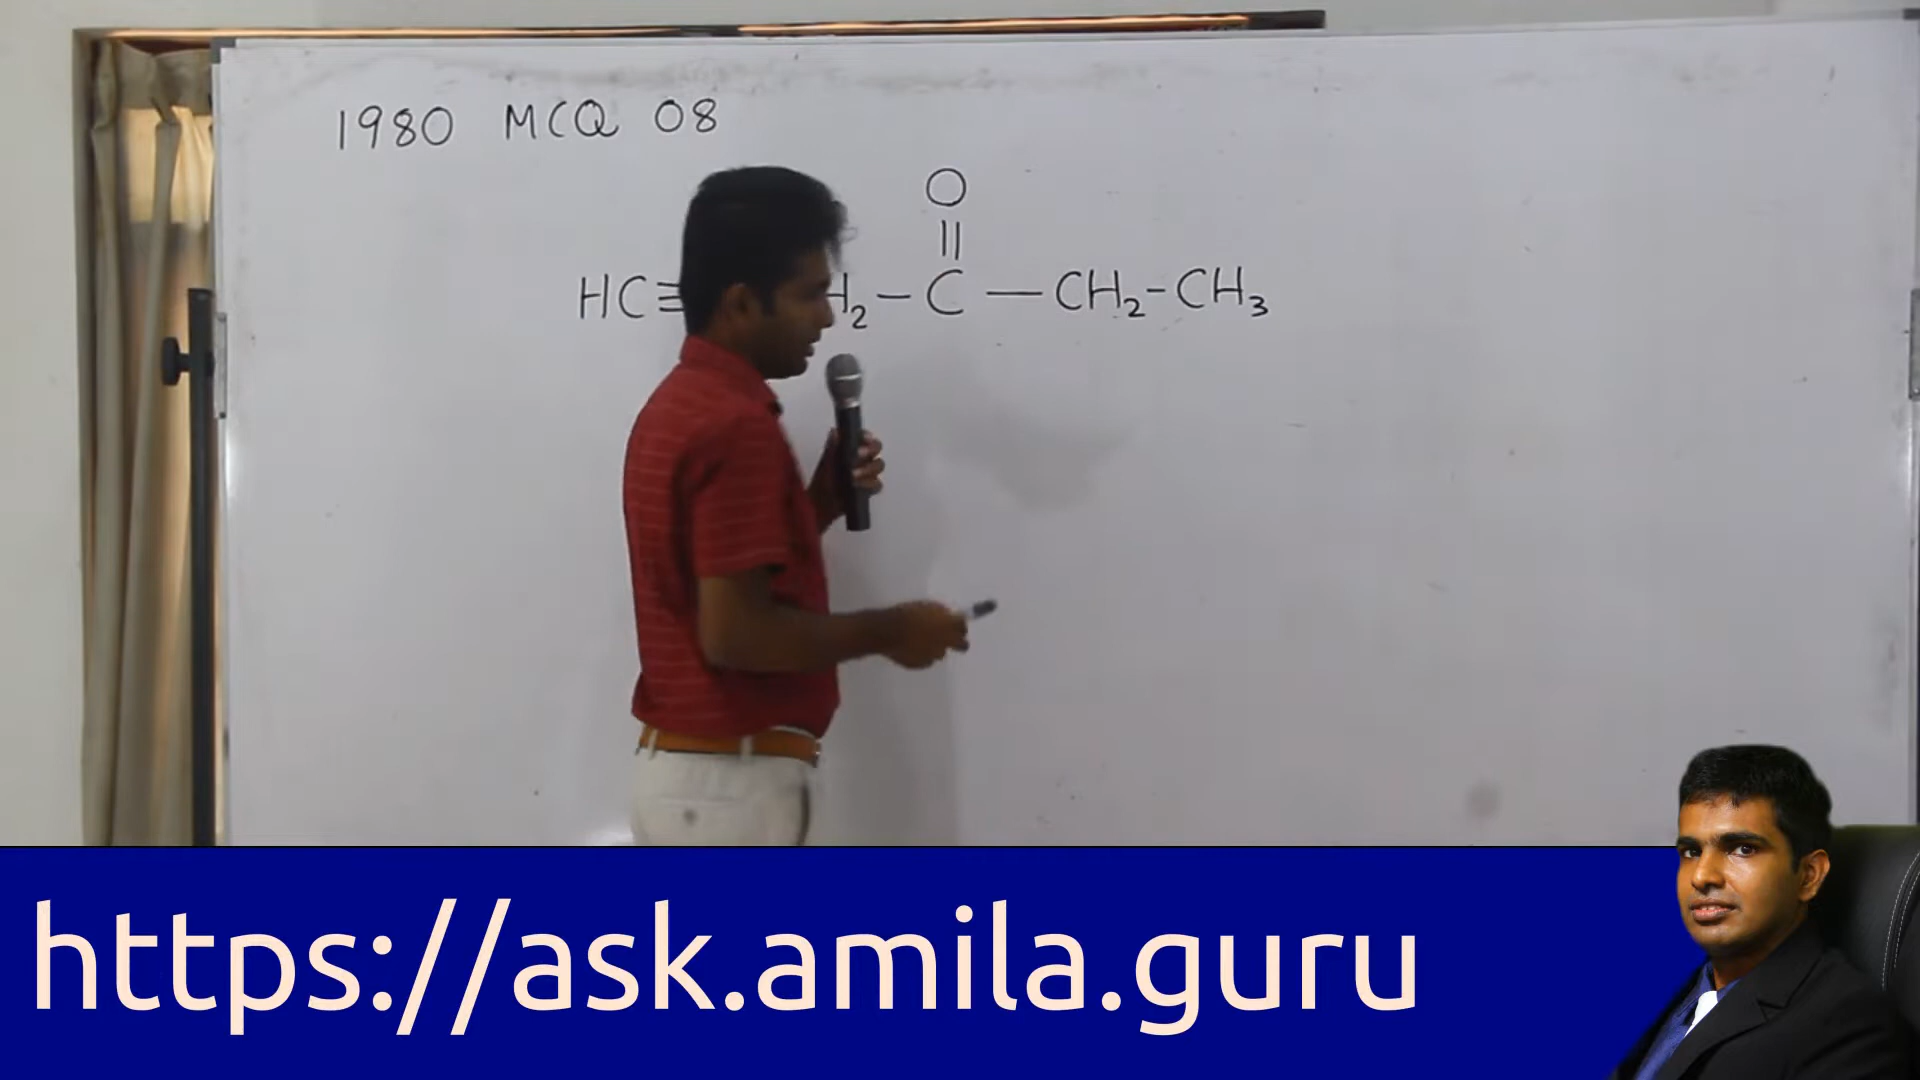 1980 MCQ 08
O
||
HC≡ H₂–C—CH₂-CH₃
https://ask.amila.guru